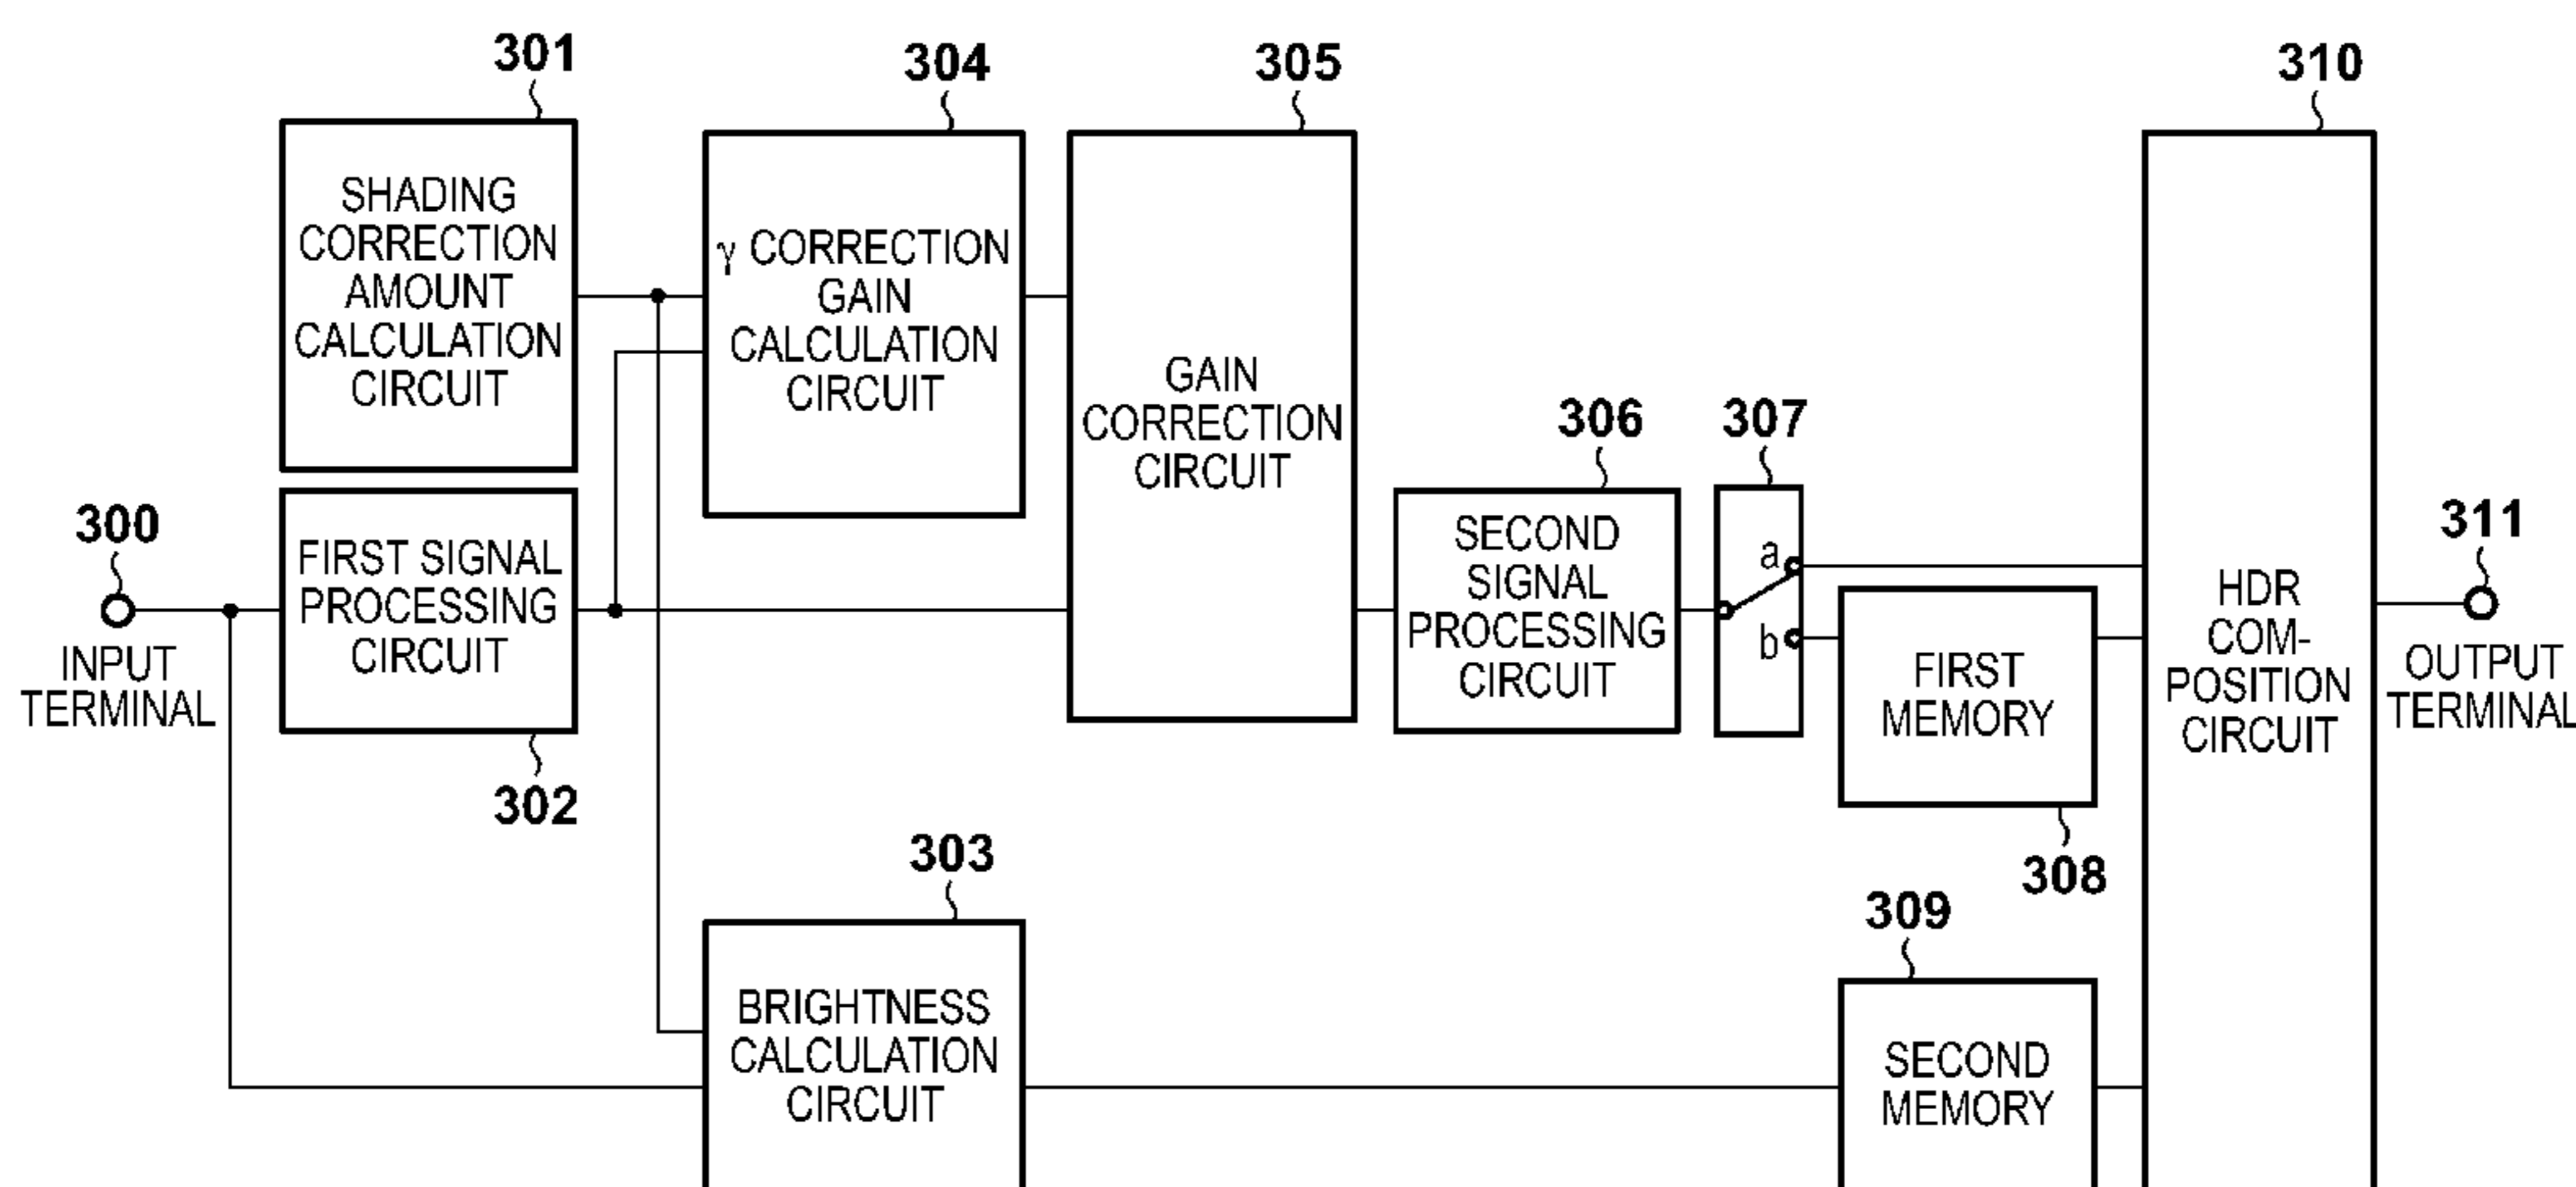 301
304
305
310
SHADING
CORRECTION
AMOUNT
CALCULATION
CIRCUIT
γ CORRECTION
GAIN
CALCULATION
CIRCUIT
GAIN
CORRECTION
CIRCUIT
306
307
300
INPUT
TERMINAL
FIRST SIGNAL
PROCESSING
CIRCUIT
302
SECOND
SIGNAL
PROCESSING
CIRCUIT
a
b
FIRST
MEMORY
308
HDR
COM-
POSITION
CIRCUIT
311
OUTPUT
TERMINAL
303
BRIGHTNESS
CALCULATION
CIRCUIT
309
SECOND
MEMORY